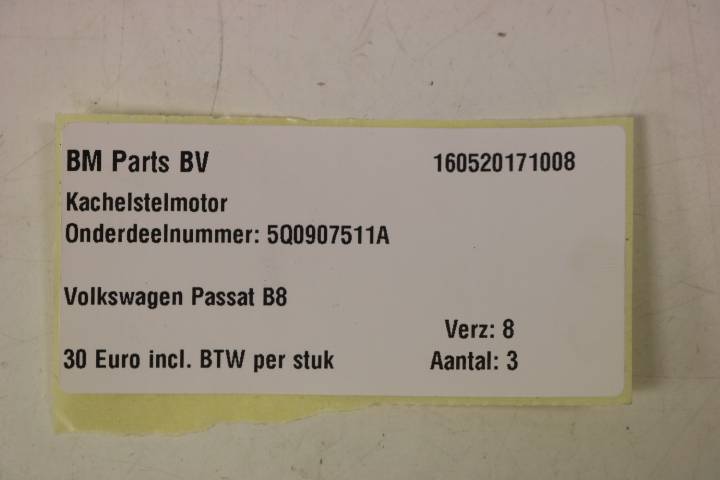 BM Parts BV 160520171008
Kachelstelmotor
Onderdeelnummer: 5Q0907511A
Volkswagen Passat B8
Verz: 8
30 Euro incl. BTW per stuk Aantal: 3